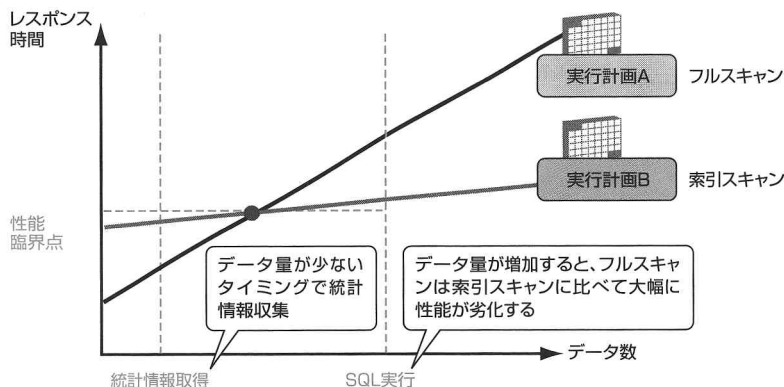 レスポンス
時間
実行計画A
フルスキャン
実行計画B
索引スキャン
性能
臨界点
データ量が少ない
タイミングで統計
情報収集
データ量が増加すると、フルスキャ
ンは索引スキャンに比べて大幅に
性能が劣化する
データ数
統計情報取得
SQL実行